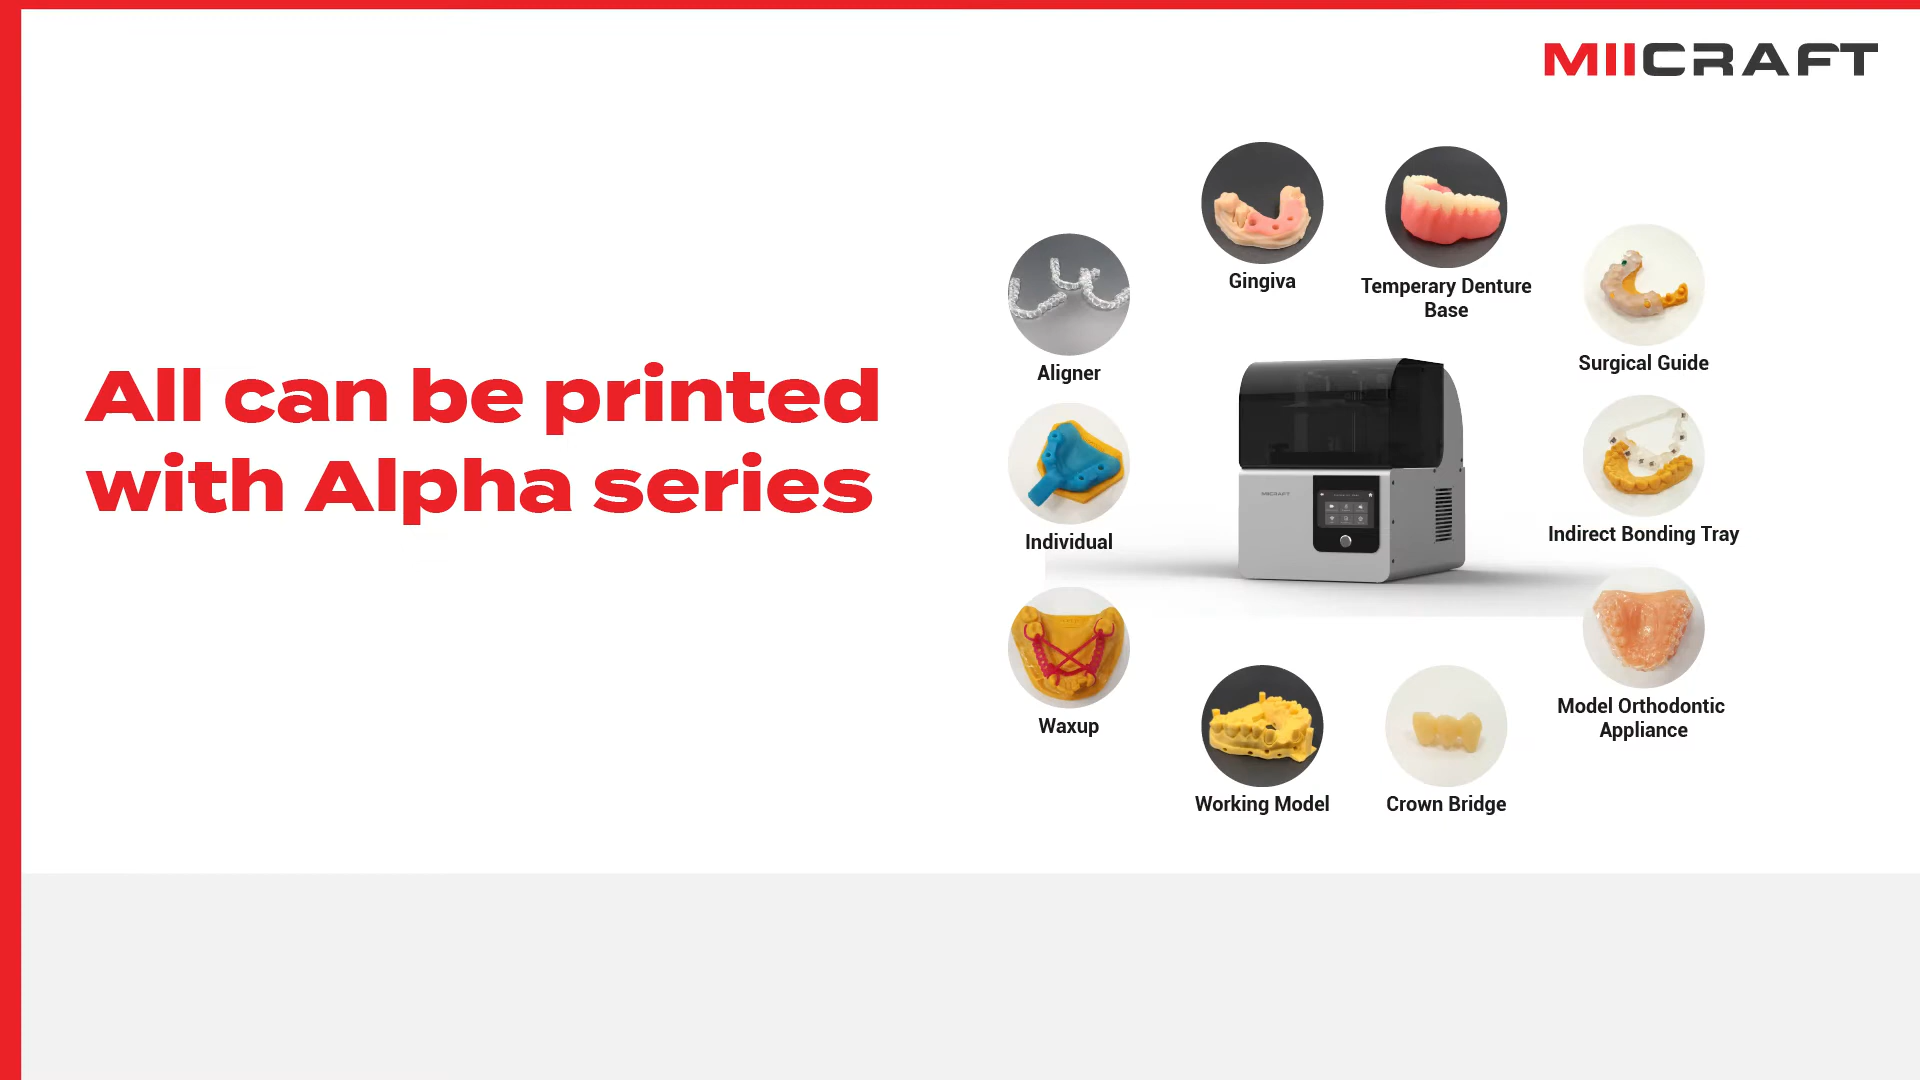 MIICRAFT
All can be printed
with Alpha series
Gingiva
Temperary Denture
Base
Aligner
Surgical Guide
Individual
Indirect Bonding Tray
Waxup
Model Orthodontic
Appliance
Working Model
Crown Bridge
MIICRAFT